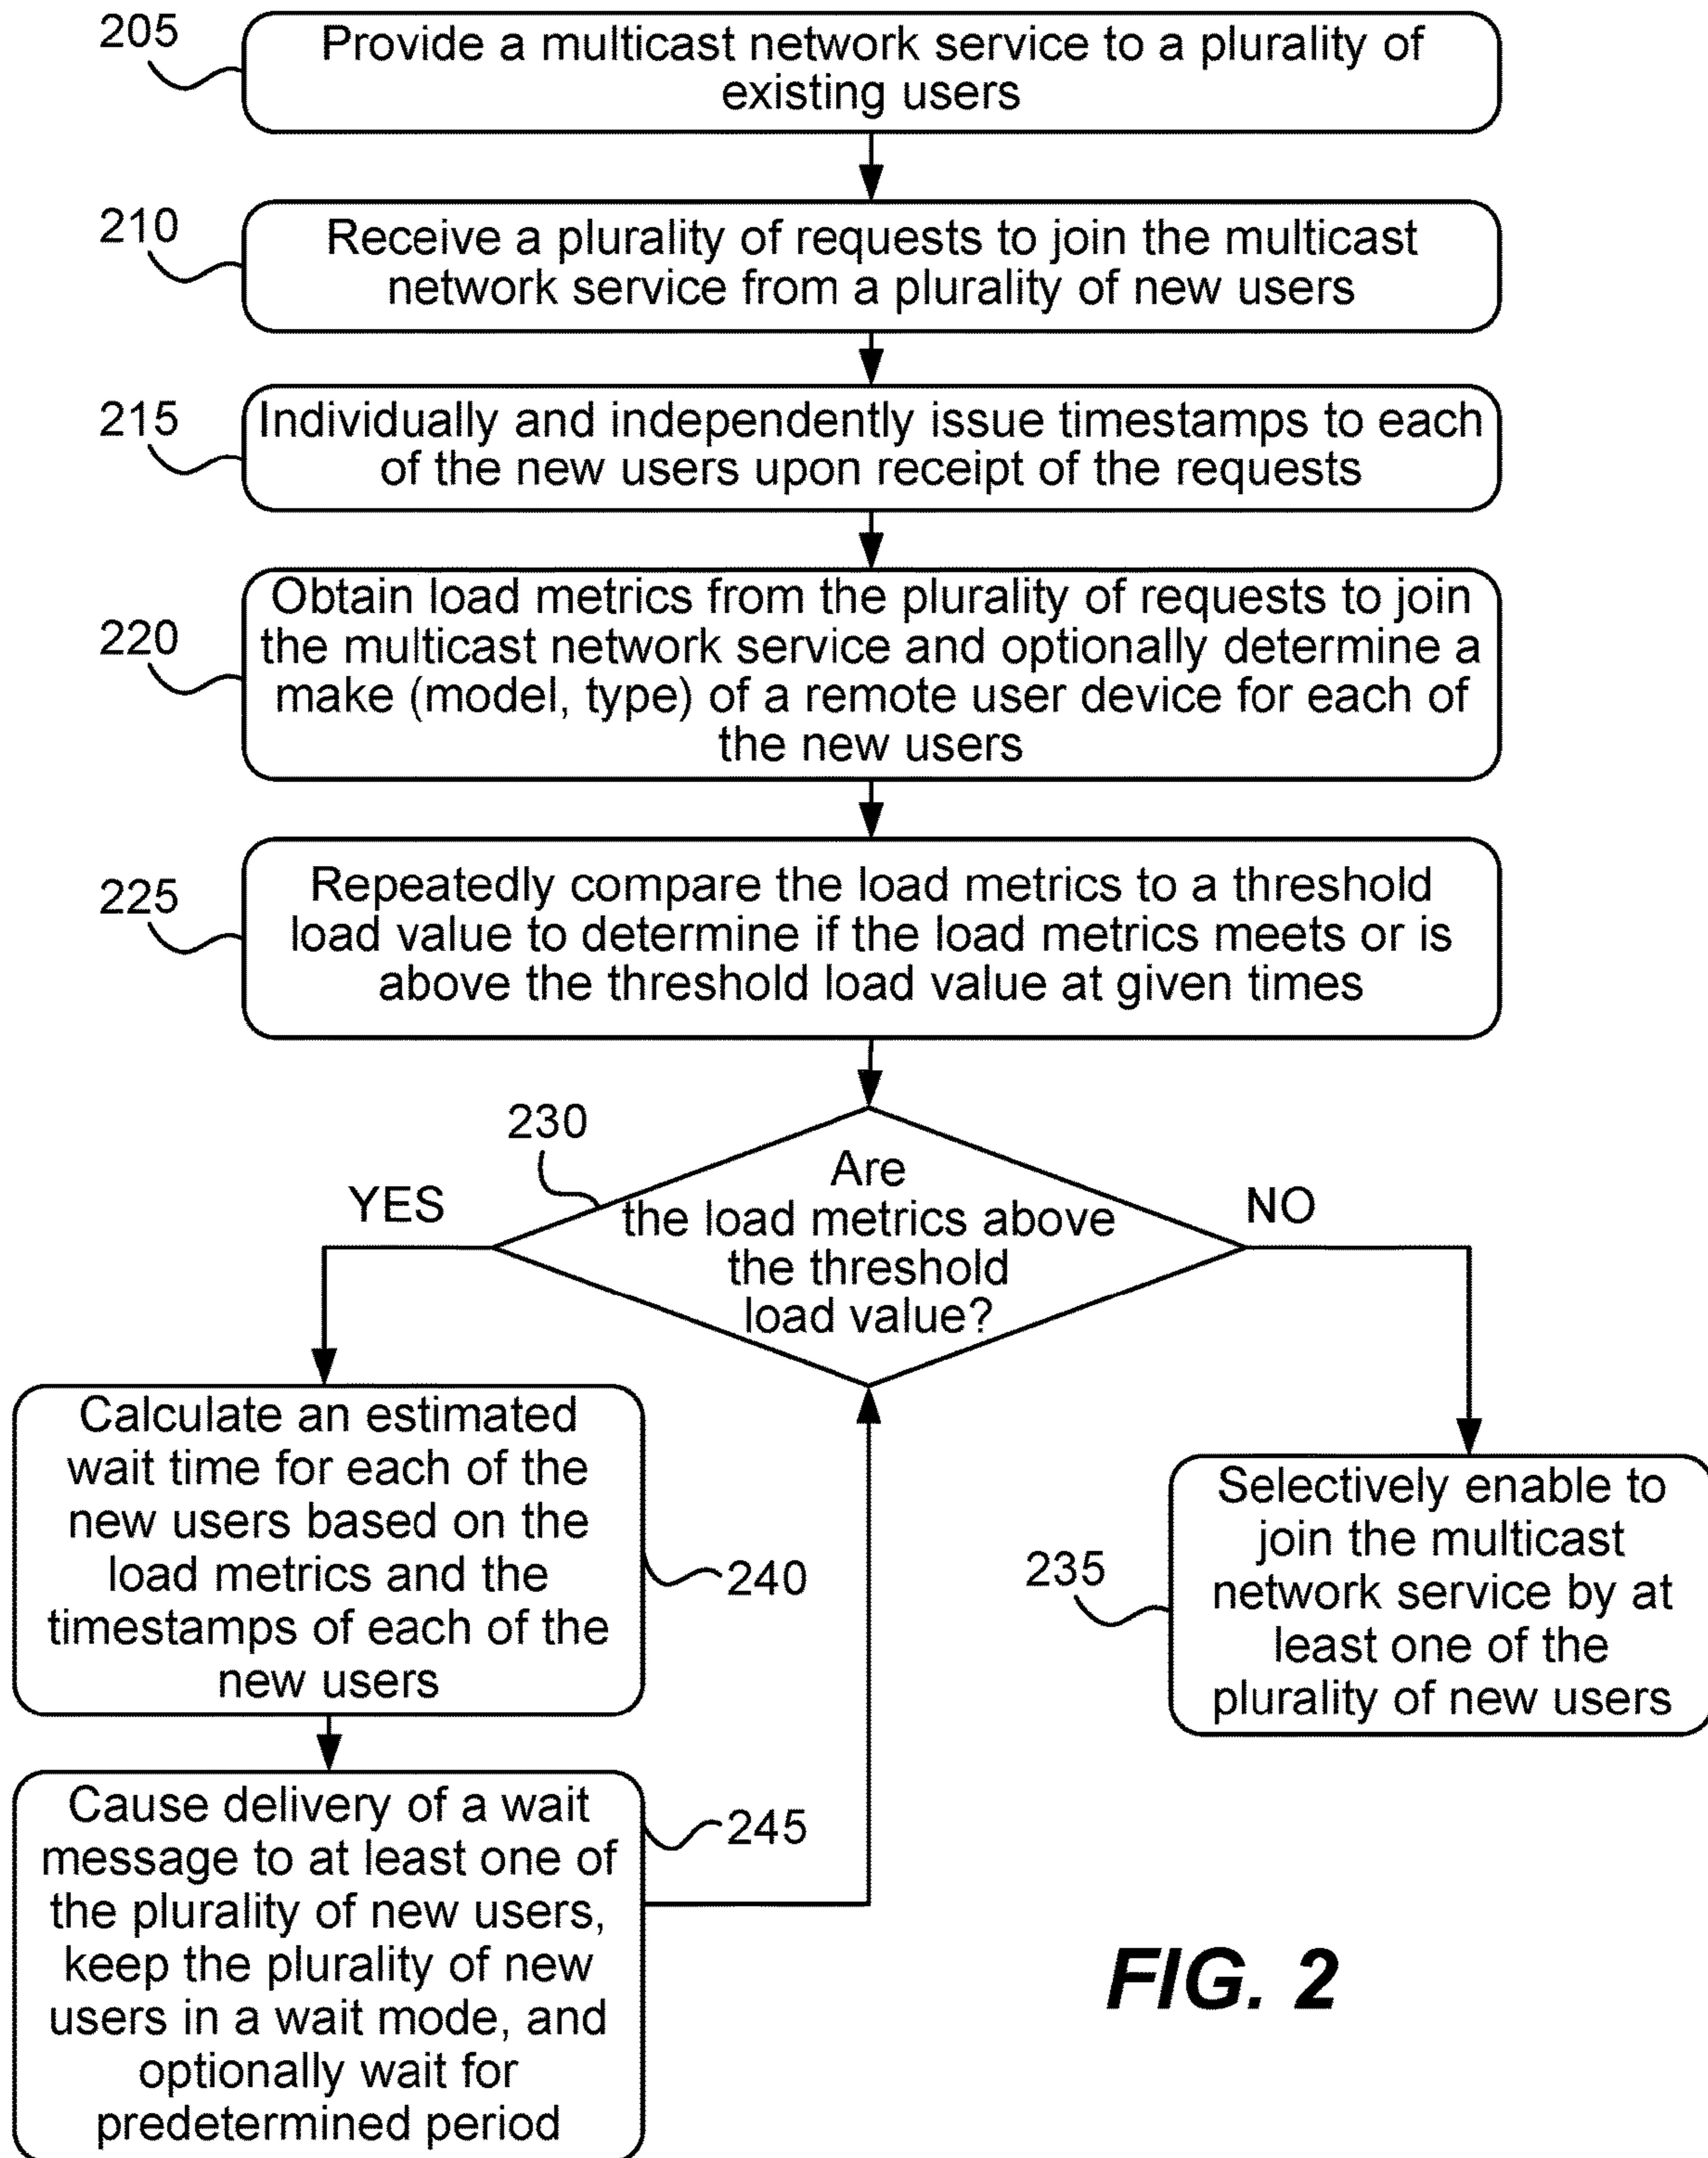 205
Provide a multicast network service to a plurality of
existing users
210
Receive a plurality of requests to join the multicast
network service from a plurality of new users
215
Individually and independently issue timestamps to each
of the new users upon receipt of the requests
220
Obtain load metrics from the plurality of requests to join
the multicast network service and optionally determine a
make (model, type) of a remote user device for each of
the new users
225
Repeatedly compare the load metrics to a threshold
load value to determine if the load metrics meets or is
above the threshold load value at given times
230
YES
Are
the load metrics above
the threshold
load value?
NO
Calculate an estimated
wait time for each of the
new users based on the
load metrics and the
timestamps of each of the
new users
240
235
Selectively enable to
join the multicast
network service by at
least one of the
plurality of new users
Cause delivery of a wait
message to at least one of
the plurality of new users,
keep the plurality of new
users in a wait mode, and
optionally wait for
predetermined period
245
FIG. 2